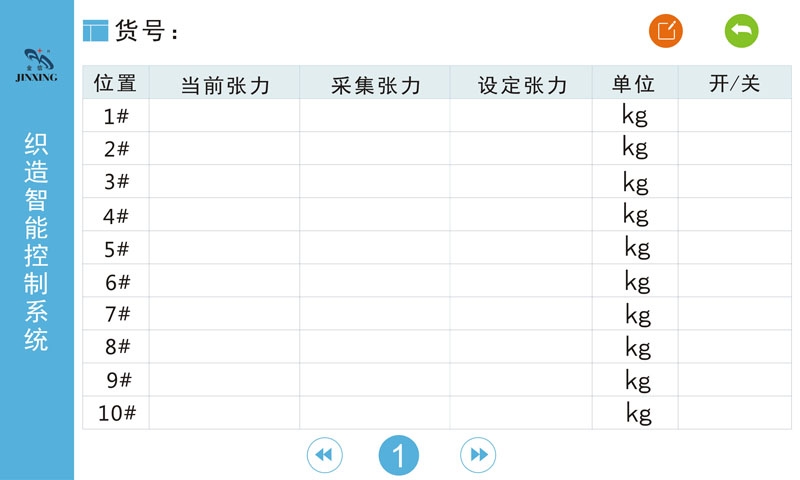 货号：
金信
JINXING
织造智能控制系统
位置 当前张力 采集张力 设定张力 单位 开/关
1# kg
2# kg
3# kg
4# kg
5# kg
6# kg
7# kg
8# kg
9# kg
10# kg
1